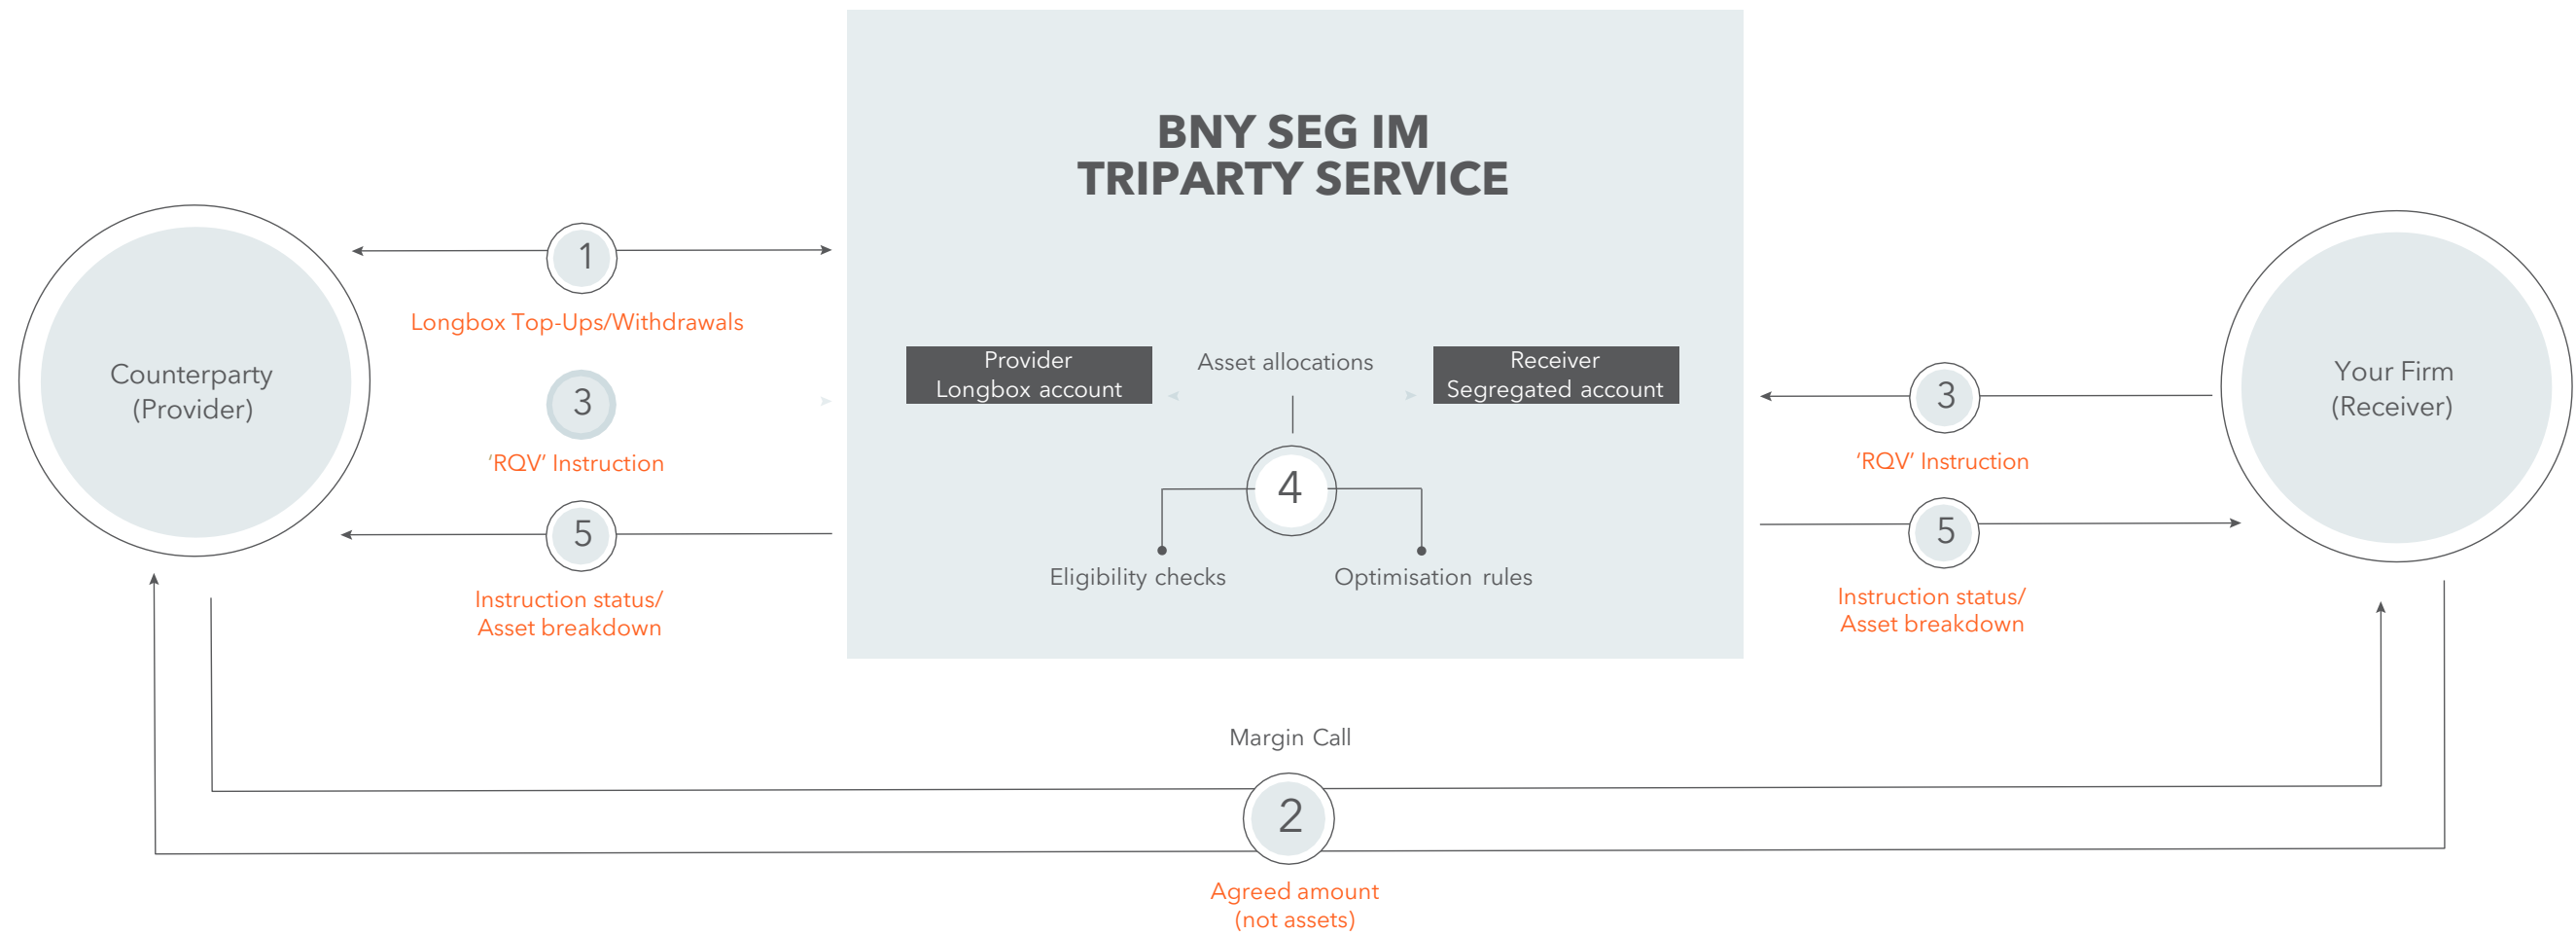 BNY SEG IM
TRIPARTY SERVICE
1
Longbox Top-Ups/Withdrawals
Counterparty
(Provider)
3
'RQV' Instruction
5
Instruction status/
Asset breakdown
Provider
Longbox account
Asset allocations
Receiver
Segregated account
4
Eligibility checks
Optimisation rules
3
‘RQV’ Instruction
5
Instruction status/
Asset breakdown
Your Firm
(Receiver)
Margin Call
2
Agreed amount
(not assets)